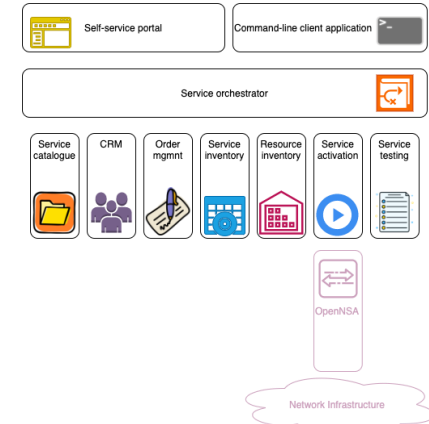 Self-service portal
Command-line client application
Service orchestrator
Service
catalogue
CRM
Order
mgmnt
Service
inventory
Resource
inventory
Service
activation
Service
testing
OpenNSA
Network Infrastructure